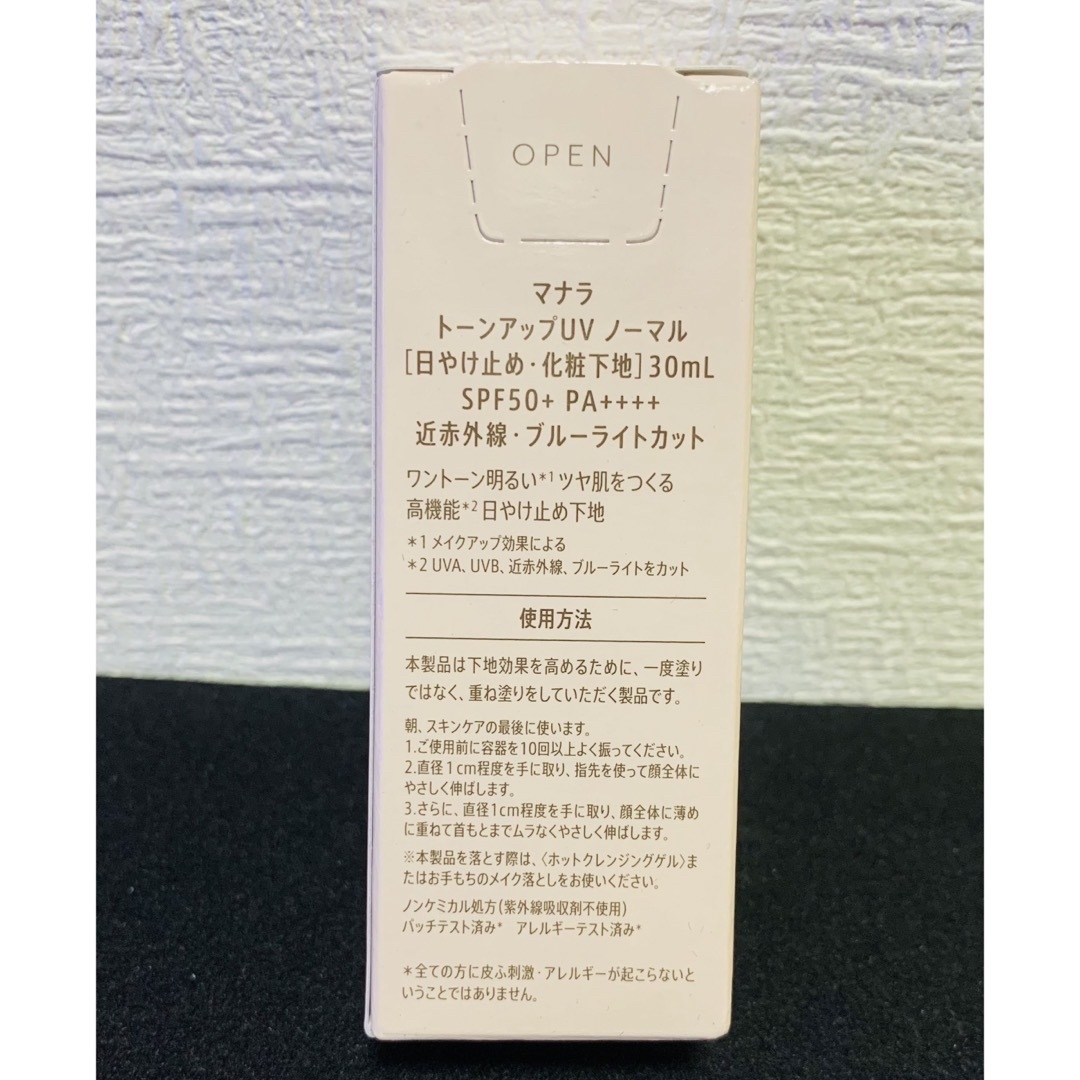 OPEN
マナラ
トーンアップUV ノーマル
[日やけ止め・化粧下地]30mL
SPF50+ PA++++
近赤外線・ブルーライトカット
ワントーン明るい*1ツヤ肌をつくる
高機能*2日やけ止め下地
*1メイクアップ効果による
*2 UVA、UVB、近赤外線、ブルーライトをカット
使用方法
本製品は下地効果を高めるために、一度塗り
ではなく、重ね塗りをしていただく製品です。
朝、スキンケアの最後に使います。
1.ご使用前に容器を10回以上よく振ってください。
2.直径1cm程度を手に取り、指先を使って顔全体に
やさしく伸ばします。
3.さらに、直径1cm程度を手に取り、顔全体に薄め
に重ねて首もとまでムラなくやさしく伸ばします。
※本製品を落とす際は、〈ホットクレンジングゲル〉ま
たはお手もちのメイク落としをお使いください。
ノンケミカル処方(紫外線吸収剤不使用)
パッチテスト済み* アレルギーテスト済み*
*全ての方に皮ふ刺激・アレルギーが起こらないと
いうことではありません。